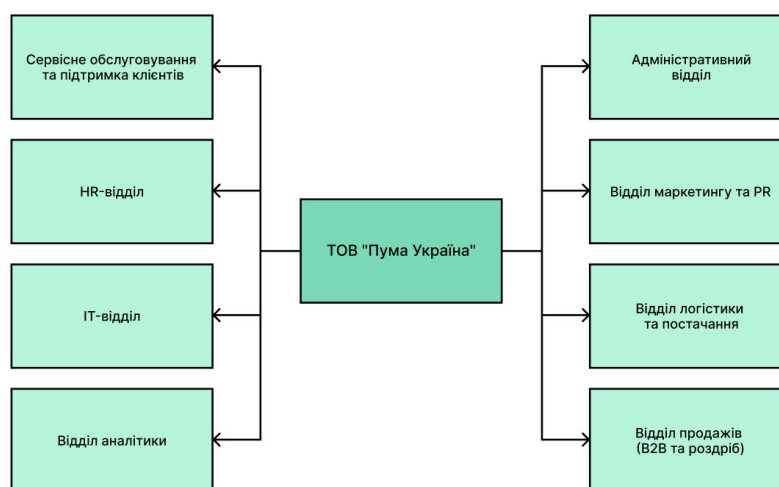 Сервісне обслуговування
та підтримка клієнтів
HR-відділ
IT-відділ
Відділ аналітики
ТОВ "Пума Україна"
Адміністративний
відділ
Відділ маркетингу та PR
Відділ логістики
та постачання
Відділ продажів
(B2B та роздріб)